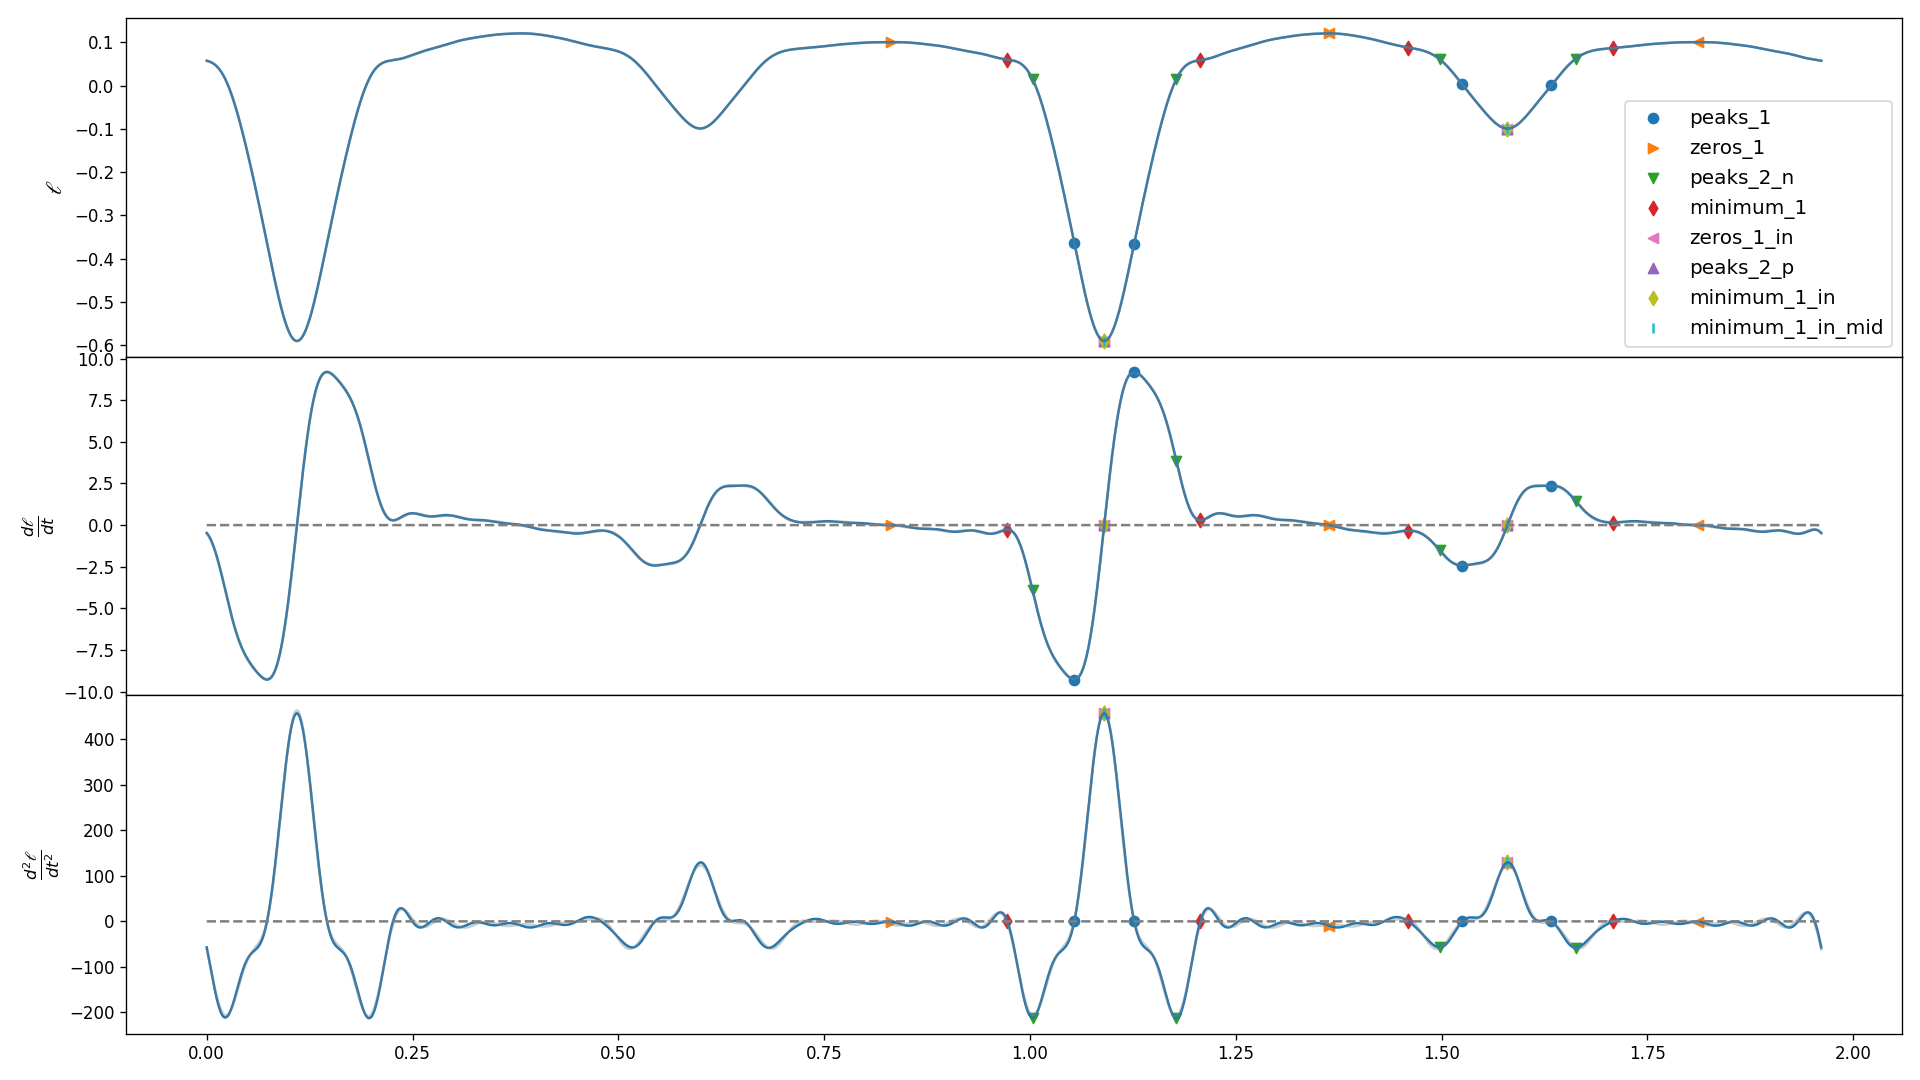 0.1
0.0
−0.1
−0.2
−0.3
−0.4
−0.5
−0.6
ℓ
peaks_1
zeros_1
peaks_2_n
minimum_1
zeros_1_in
peaks_2_p
minimum_1_in
minimum_1_in_mid
10.0
7.5
5.0
2.5
0.0
−2.5
−5.0
−7.5
−10.0
dℓ
dt
400
300
200
100
0
−100
−200
d²ℓ
dt²
0.00 0.25 0.50 0.75 1.00 1.25 1.50 1.75 2.00